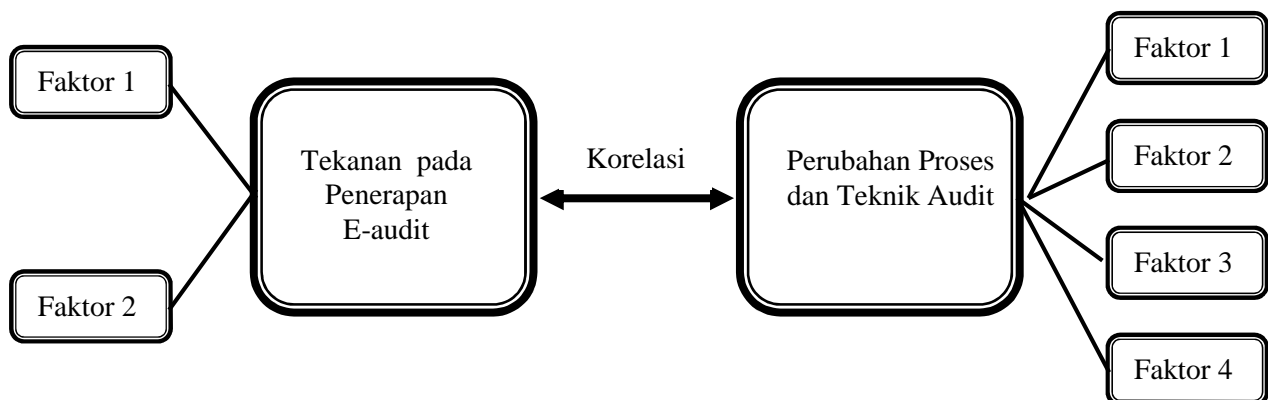 Faktor 1
Faktor 2
Tekanan pada
Penerapan
E-audit
Korelasi
Perubahan Proses
dan Teknik Audit
Faktor 1
Faktor 2
Faktor 3
Faktor 4